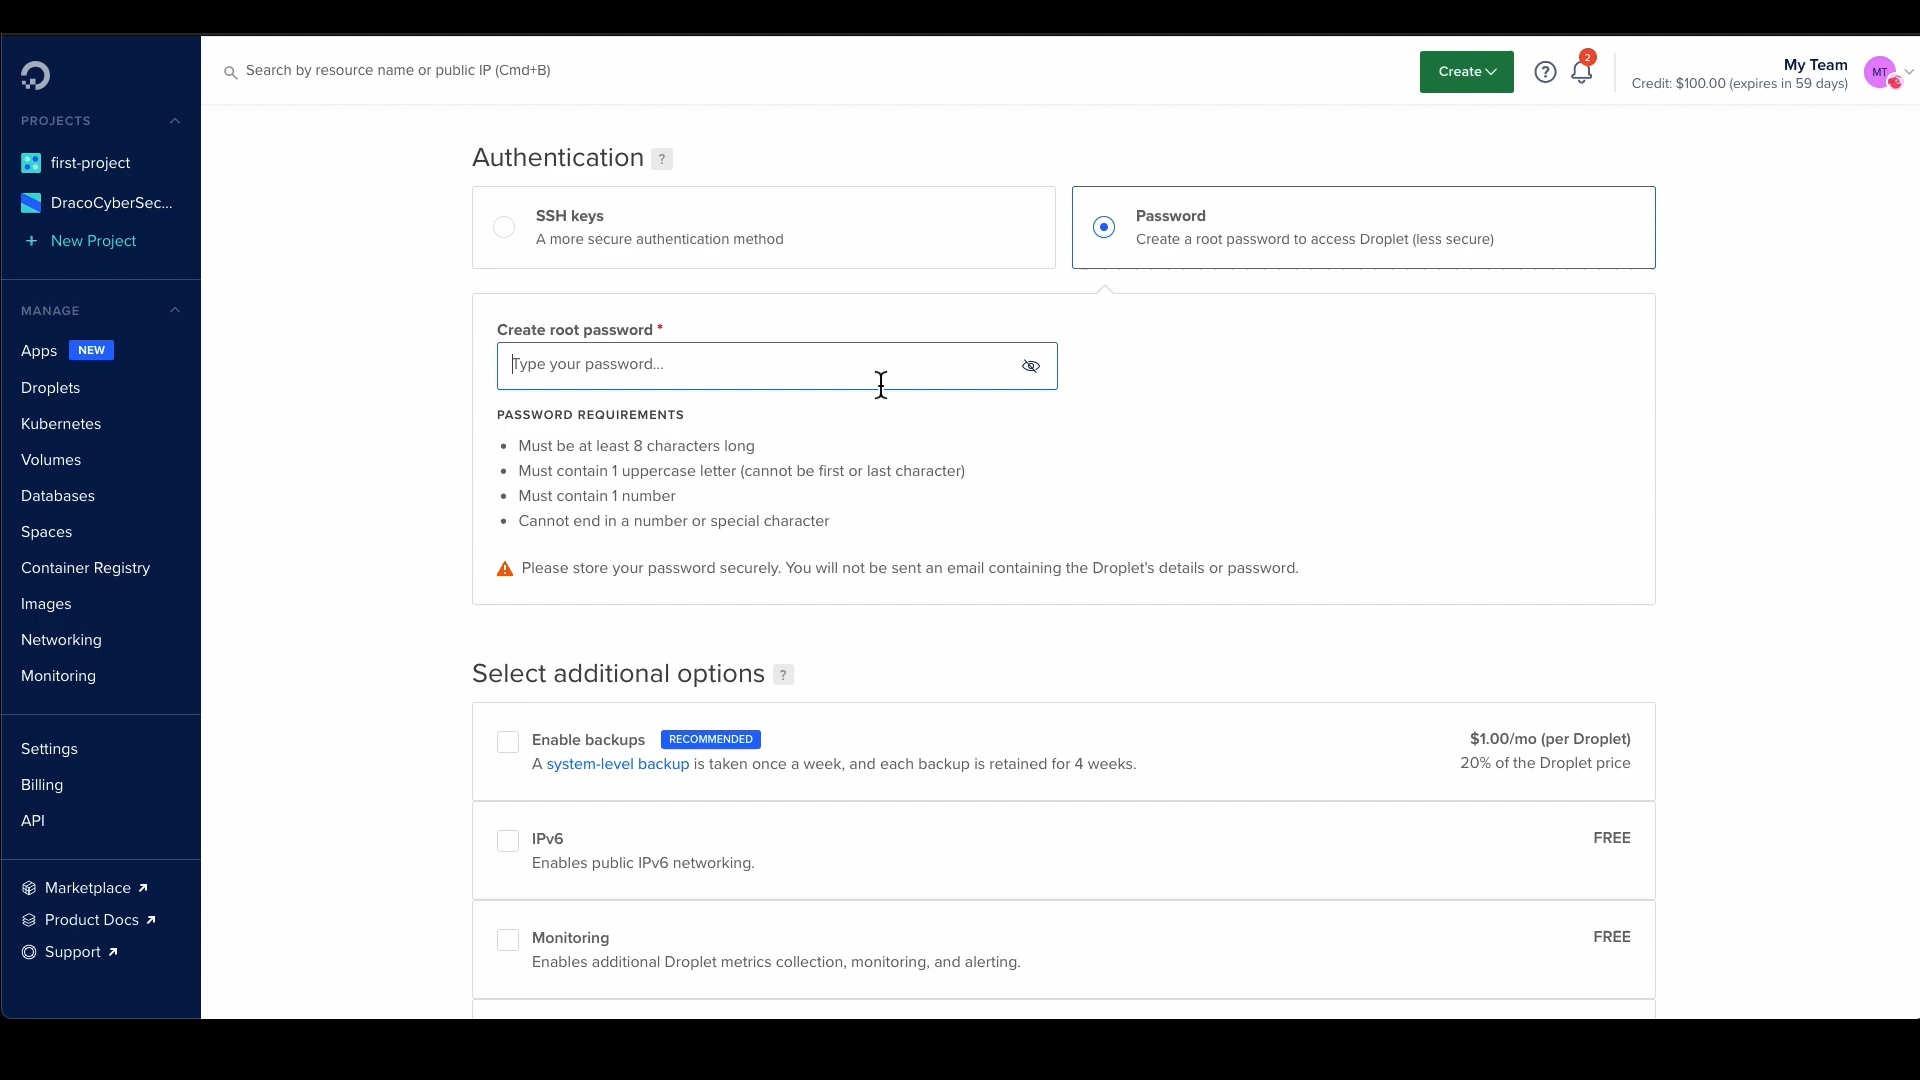 Search by resource name or public IP (Cmd+B)
Create
?
2
My Team
Credit: $100.00 (expires in 59 days)
MT
PROJECTS
first-project
DracoCyberSec...
+ New Project
MANAGE
Apps NEW
Droplets
Kubernetes
Volumes
Databases
Spaces
Container Registry
Images
Networking
Monitoring
Settings
Billing
API
Marketplace
Product Docs
Support
Authentication ?
SSH keys
A more secure authentication method
Password
Create a root password to access Droplet (less secure)
Create root password *
Type your password...
PASSWORD REQUIREMENTS
• Must be at least 8 characters long
• Must contain 1 uppercase letter (cannot be first or last character)
• Must contain 1 number
• Cannot end in a number or special character
Please store your password securely. You will not be sent an email containing the Droplet's details or password.
Select additional options ?
Enable backups RECOMMENDED
A system-level backup is taken once a week, and each backup is retained for 4 weeks.
$1.00/mo (per Droplet)
20% of the Droplet price
IPv6
Enables public IPv6 networking.
FREE
Monitoring
Enables additional Droplet metrics collection, monitoring, and alerting.
FREE